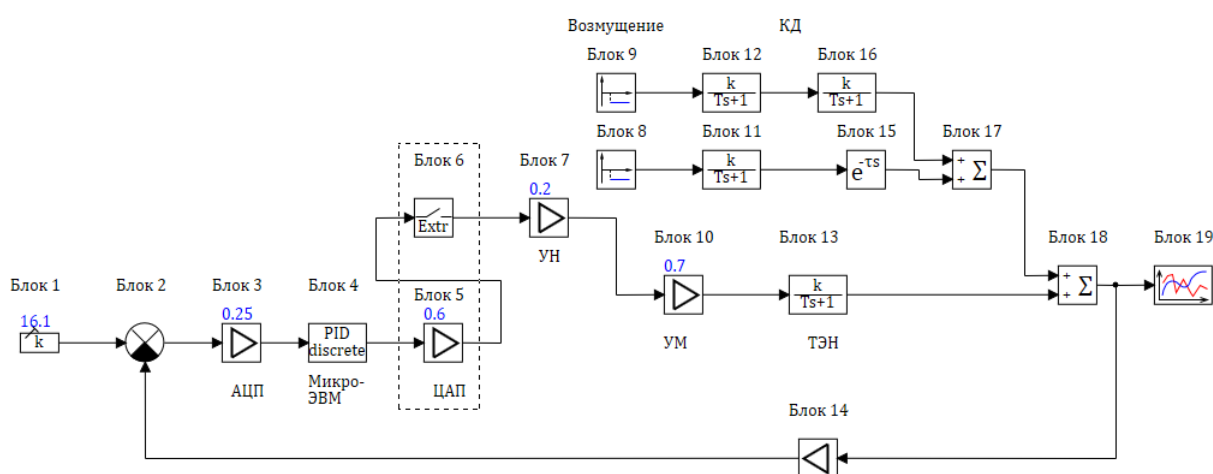 Возмущение КД
Блок 9 Блок 12 Блок 16
k k
Ts+1 Ts+1
Блок 8 Блок 11 Блок 15 Блок 17
k
Ts+1
e-τs
+
+ Σ
Блок 6 Блок 7
0.2
Extr
УН
Блок 10 Блок 13 Блок 18 Блок 19
0.7
k
Ts+1
+
+ Σ
УМ ТЭН
Блок 1 Блок 2 Блок 3 Блок 4 Блок 5
16.1 0.25 0.6
k
PID
discrete
АЦП Микро-
ЭВМ
ЦАП
Блок 14